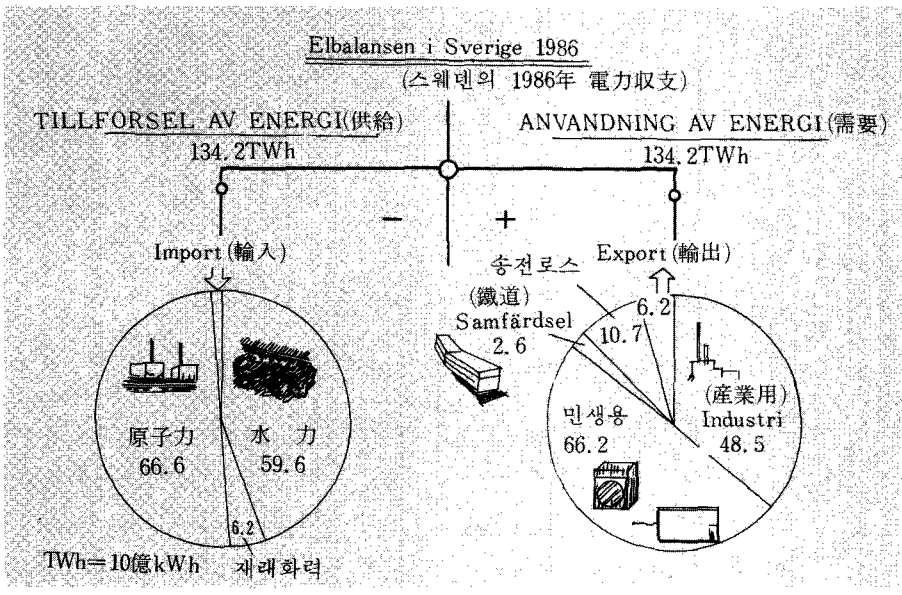 Elbalansen i Sverige 1986
(스웨덴의 1986年 電力収支)
TILLFORSEL AV ENERGI(供給)
134.2TWh
ANVANDNING AV ENERGI(需要)
134.2TWh
− +
Import(輸入)
Export(輸出)
송전로스
(鐵道)
Samfärdsel
2.6
10.7
6.2
原子力
66.6
水 力
59.6
6.2
재래화력
민생용
66.2
(産業用)
Industri
48.5
TWh=10億kWh